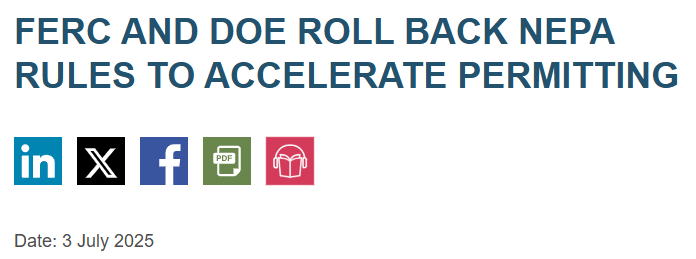 FERC AND DOE ROLL BACK NEPA
RULES TO ACCELERATE PERMITTING
in X f PDF
Date: 3 July 2025